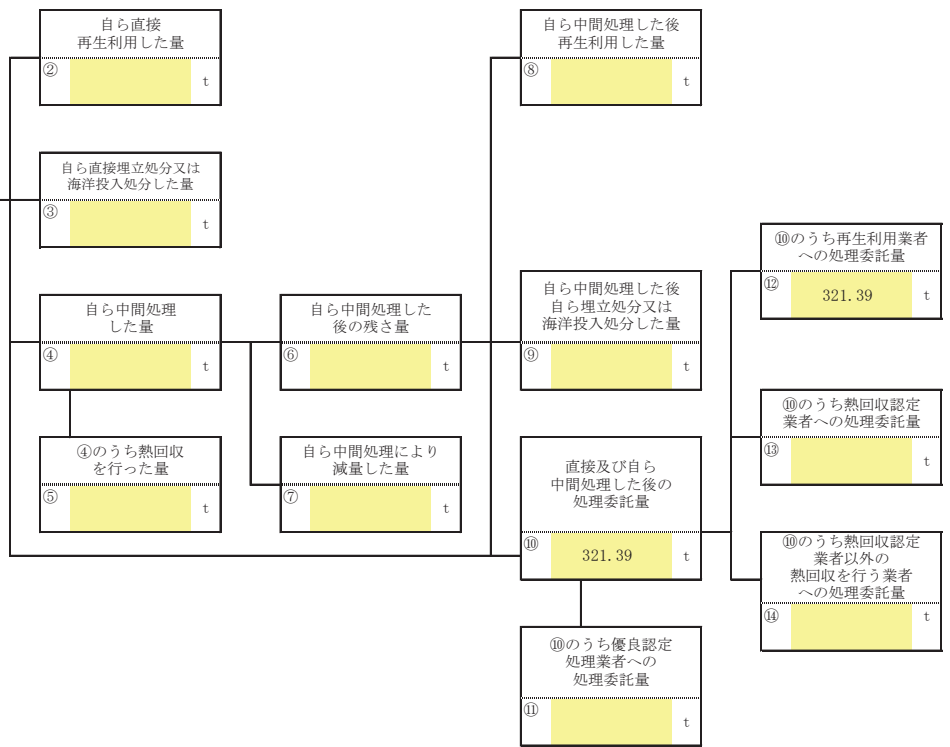 自ら直接
再生利用した量
② t
自ら直接埋立処分又は
海洋投入処分した量
③ t
自ら中間処理
した量
④ t
④のうち熱回収
を行った量
⑤ t
自ら中間処理した
後の残さ量
⑥ t
自ら中間処理により
減量した量
⑦ t
自ら中間処理した後
再生利用した量
⑧ t
自ら中間処理した後
自ら埋立処分又は
海洋投入処分した量
⑨ t
直接及び自ら
中間処理した後の
処理委託量
⑩ 321.39 t
⑩のうち優良認定
処理業者への
処理委託量
⑪ t
⑩のうち再生利用業者
への処理委託量
⑫ 321.39 t
⑩のうち熱回収認定
業者への処理委託量
⑬ t
⑩のうち熱回収認定
業者以外の
熱回収を行う業者
への処理委託量
⑭ t